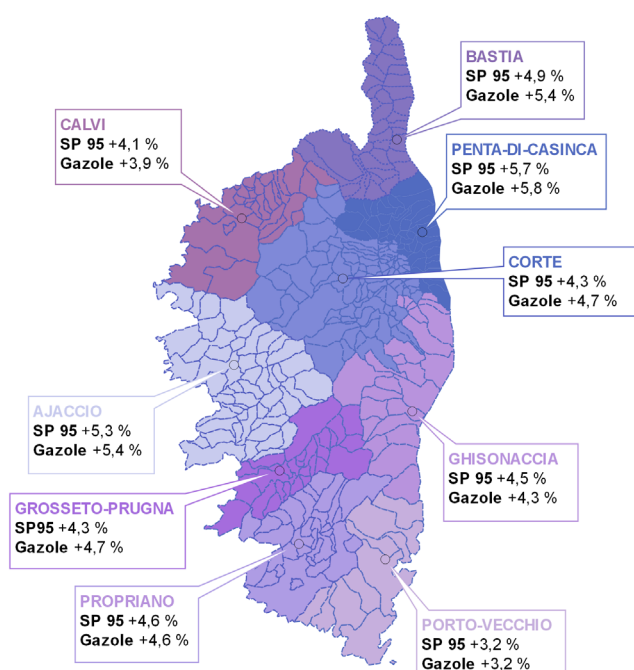 BASTIA
SP 95 +4,9 %
Gazole +5,4 %
CALVI
SP 95 +4,1 %
Gazole +3,9 %
PENTA-DI-CASINCA
SP 95 +5,7 %
Gazole +5,8 %
CORTE
SP 95 +4,3 %
Gazole +4,7 %
AJACCIO
SP 95 +5,3 %
Gazole +5,4 %
GHISONACCIA
SP 95 +4,5 %
Gazole +4,3 %
GROSSETO-PRUGNA
SP95 +4,3 %
Gazole +4,7 %
PROPRIANO
SP 95 +4,6 %
Gazole +4,6 %
PORTO-VECCHIO
SP 95 +3,2 %
Gazole +3,2 %